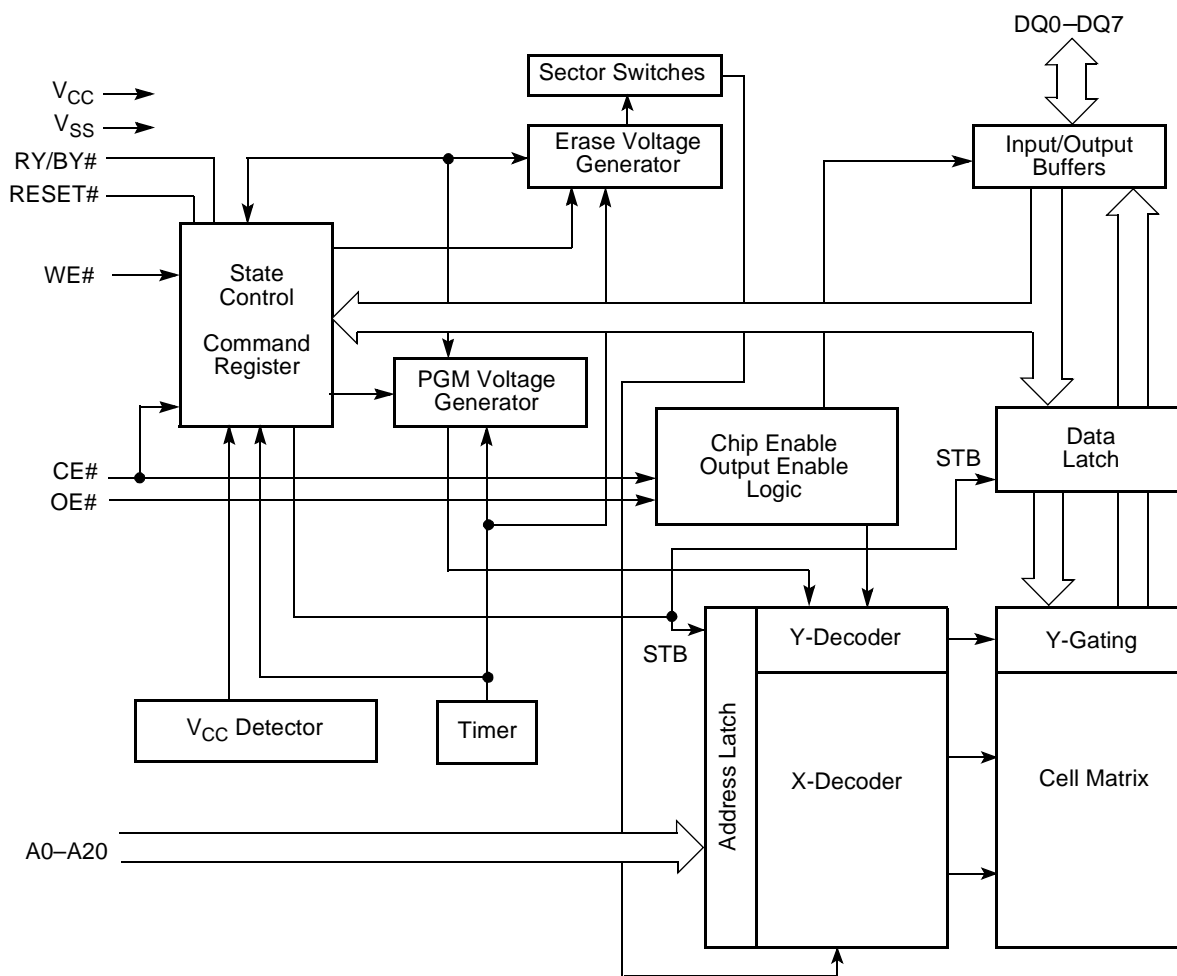 DQ0–DQ7
Sector Switches
VCC
VSS
RY/BY#
RESET#
Erase Voltage
Generator
Input/Output
Buffers
WE#
State
Control
Command
Register
PGM Voltage
Generator
Chip Enable
Output Enable
Logic
Data
Latch
STB
CE#
OE#
Y-Decoder
Y-Gating
STB
VCC Detector
Timer
Address Latch
X-Decoder
Cell Matrix
A0–A20